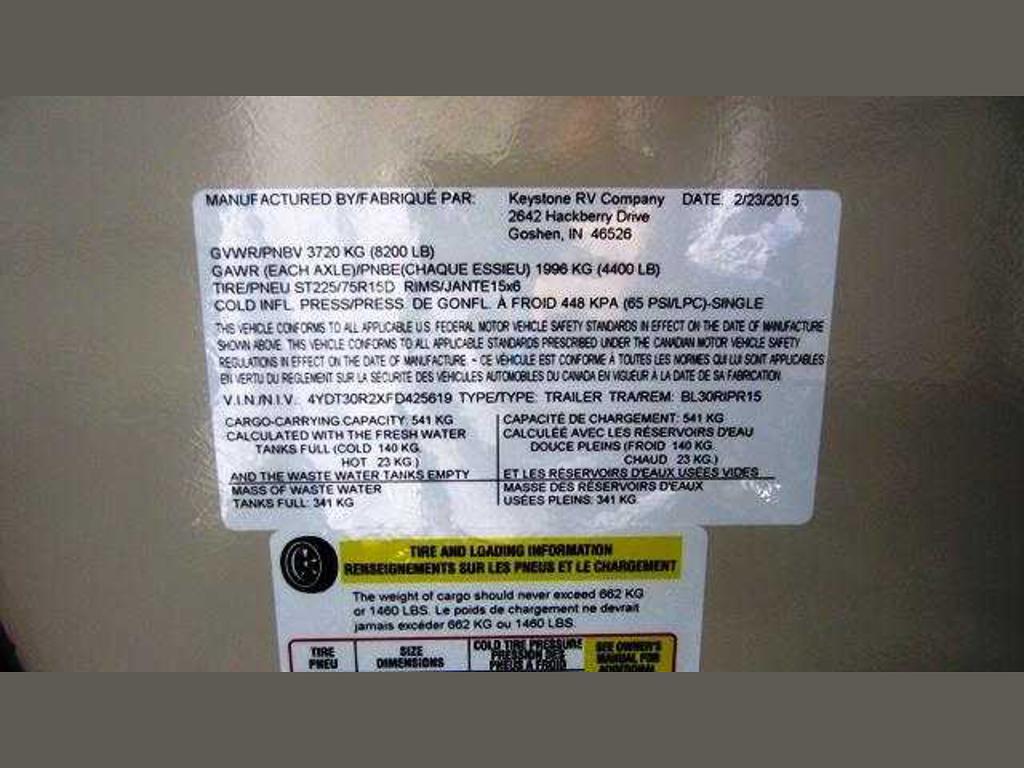 MANUFACTURED BY/FABRIQUÉ PAR: Keystone RV Company DATE: 2/23/2015
2642 Hackberry Drive
Goshen, IN 46526
GVWR/PNBV 3720 KG (8200 LB)
GAWR (EACH AXLE)/PNBE(CHAQUE ESSIEU) 1996 KG (4400 LB)
TIRE/PNEU ST225/75R15D RIMS/JANTE15x6
COLD INFL. PRESS/PRESS. DE GONFL. À FROID 448 KPA (65 PSI/LPC)-SINGLE
THIS VEHICLE CONFORMS TO ALL APPLICABLE U.S. FEDERAL MOTOR VEHICLE SAFETY STANDARDS IN EFFECT ON THE DATE OF MANUFACTURE
SHOWN ABOVE. THIS VEHICLE CONFORMS TO ALL APPLICABLE STANDARDS PRESCRIBED UNDER THE CANADIAN MOTOR VEHICLE SAFETY
REGULATIONS IN EFFECT ON THE DATE OF MANUFACTURE. - CE VÉHICULE EST CONFORME À TOUTES LES NORMES QUI LUI SONT APPLICABLES
EN VERTU DU REGLEMENT SUR LA SÉCURITE DES VÉHICULES AUTOMOBILES DU CANADA EN VIGUEUR À LA DATE DE SA FABRICATION.
V.I.N./N.I.V. 4YDT30R2XFD425619 TYPE/TYPE: TRAILER TRA/REM: BL30RIPR15
CARGO-CARRYING CAPACITY: 541 KG
CALCULATED WITH THE FRESH WATER
TANKS FULL (COLD 140 KG.
HOT 23 KG.)
AND THE WASTE WATER TANKS EMPTY
MASS OF WASTE WATER
TANKS FULL: 341 KG
CAPACITÉ DE CHARGEMENT: 541 KG
CALCULÉE AVEC LES RÉSERVOIRS D'EAU
DOUCE PLEINS (FROID 140 KG.
CHAUD 23 KG.)
ET LES RÉSERVOIRS D'EAUX USÉES VIDES
MASSE DES RÉSERVOIRS D'EAUX
USÉES PLEINS: 341 KG.
TIRE AND LOADING INFORMATION
RENSEIGNEMENTS SUR LES PNEUS ET LE CHARGEMENT
The weight of cargo should never exceed 662 KG
or 1460 LBS. Le poids de chargement ne devrait
jamais excéder 662 KG ou 1460 LBS.
TIRE
PNEU
SIZE
DIMENSIONS
COLD TIRE PRESSURE
PRESSION DES
PNEUS A FROID
SEE OWNER'S
MANUAL FOR
ADDITIONAL